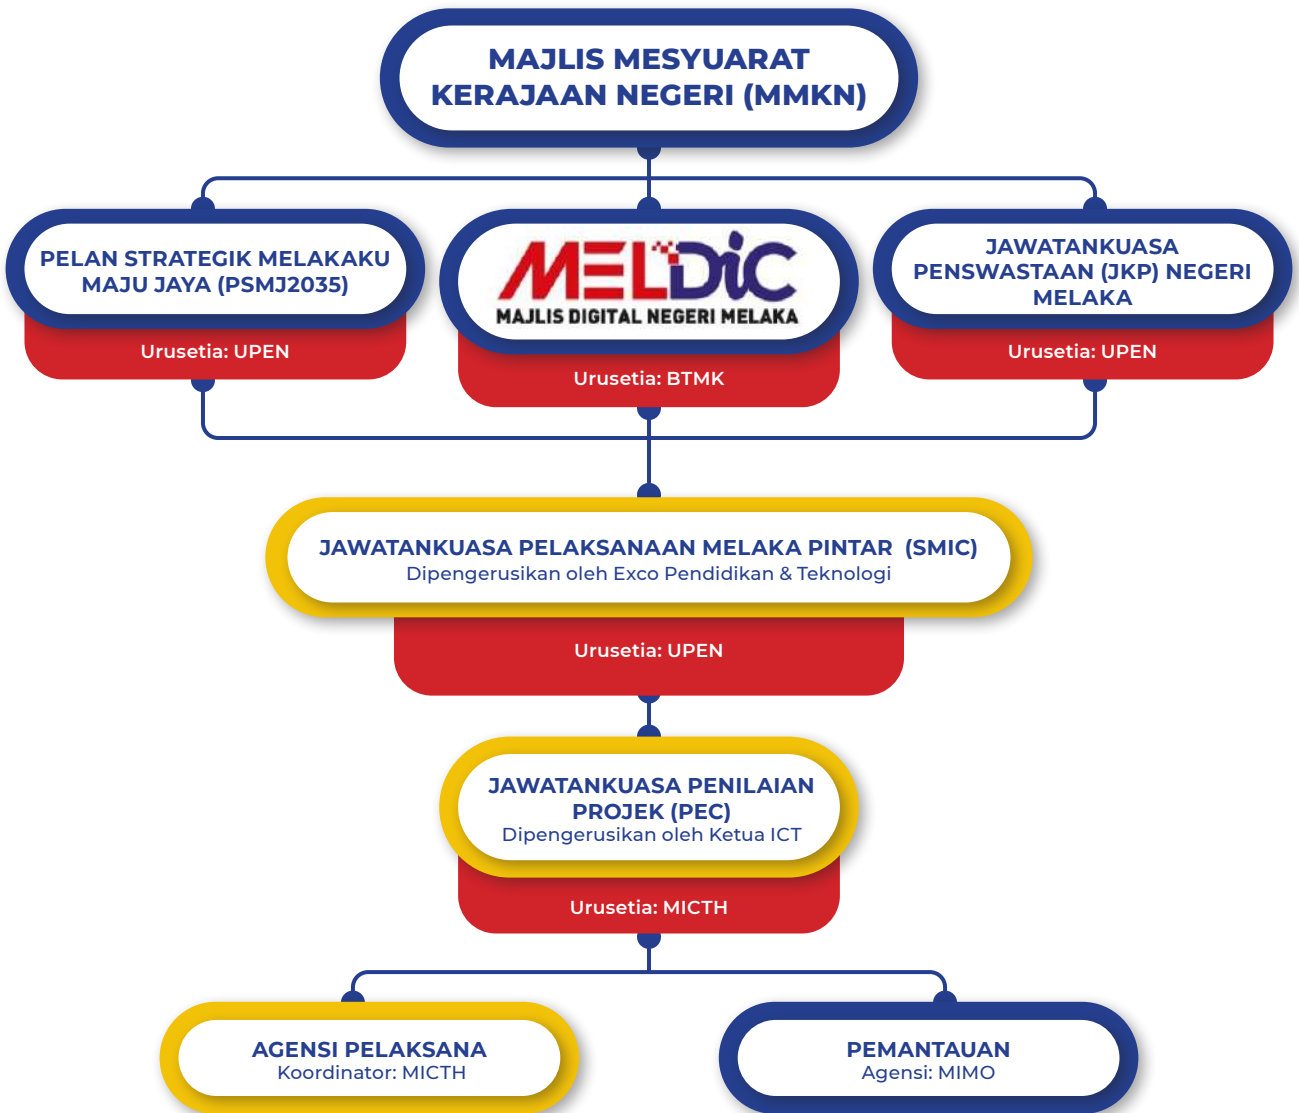 MAJLIS MESYUARAT
KERAJAAN NEGERI (MMKN)
PELAN STRATEGIK MELAKAKU
MAJU JAYA (PSMJ2035)
Urusetia: UPEN
MELDIC
MAJLIS DIGITAL NEGERI MELAKA
Urusetia: BTMK
JAWATANKUASA
PENSWASTAAN (JKP) NEGERI
MELAKA
Urusetia: UPEN
JAWATANKUASA PELAKSANAAN MELAKA PINTAR (SMIC)
Dipengerusikan oleh Exco Pendidikan & Teknologi
Urusetia: UPEN
JAWATANKUASA PENILAIAN
PROJEK (PEC)
Dipengerusikan oleh Ketua ICT
Urusetia: MICTH
AGENSI PELAKSANA
Koordinator: MICTH
PEMANTAUAN
Agensi: MIMO